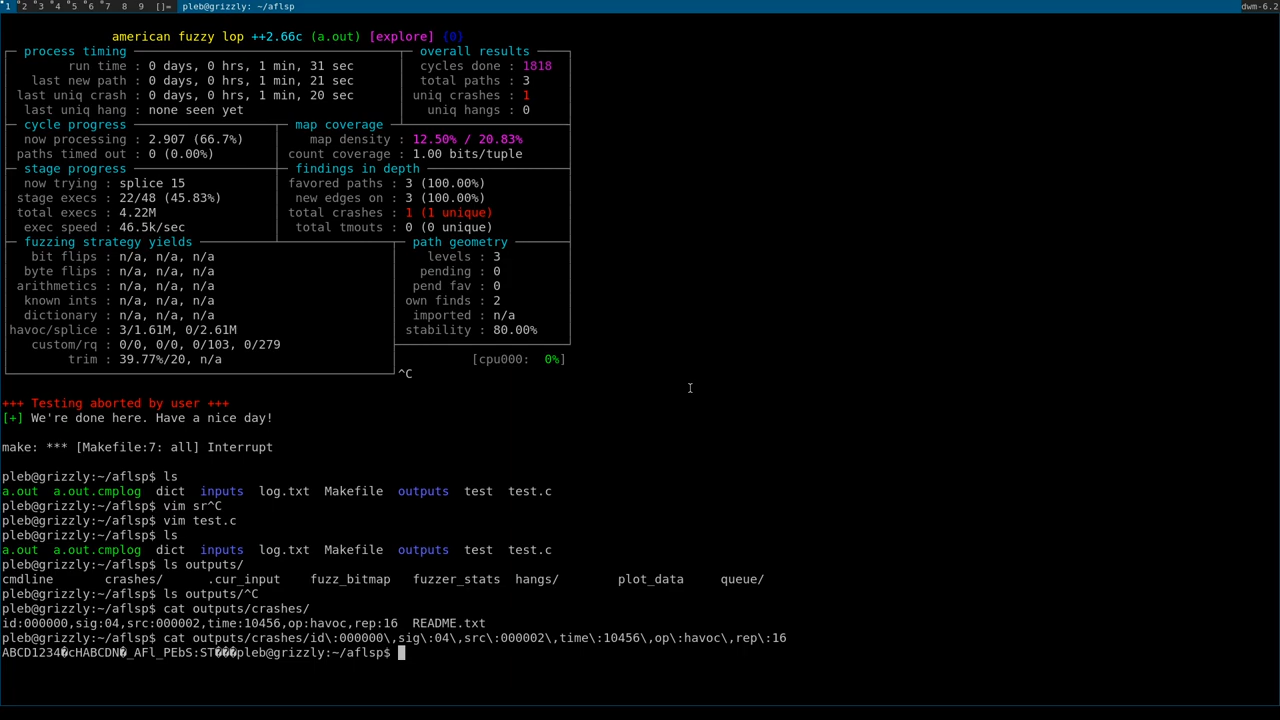 1 2 3 4 5 6 7 8 9 []= pleb@grizzly: ~/aflsp dwm-6.2
american fuzzy lop ++2.66c (a.out) [explore] {0}
process timing overall results
run time : 0 days, 0 hrs, 1 min, 31 sec cycles done : 1818
last new path : 0 days, 0 hrs, 1 min, 21 sec total paths : 3
last uniq crash : 0 days, 0 hrs, 1 min, 20 sec uniq crashes : 1
last uniq hang : none seen yet uniq hangs : 0
cycle progress map coverage
now processing : 2.907 (66.7%) map density : 12.50% / 20.83%
paths timed out : 0 (0.00%) count coverage : 1.00 bits/tuple
stage progress findings in depth
now trying : splice 15 favored paths : 3 (100.00%)
stage execs : 22/48 (45.83%) new edges on : 3 (100.00%)
total execs : 4.22M total crashes : 1 (1 unique)
exec speed : 46.5k/sec total tmouts : 0 (0 unique)
fuzzing strategy yields path geometry
bit flips : n/a, n/a, n/a levels : 3
byte flips : n/a, n/a, n/a pending : 0
arithmetics : n/a, n/a, n/a pend fav : 0
known ints : n/a, n/a, n/a own finds : 2
dictionary : n/a, n/a, n/a imported : n/a
havoc/splice : 3/1.61M, 0/2.61M stability : 80.00%
custom/rq : 0/0, 0/0, 0/103, 0/279
trim : 39.77%/20, n/a [cpu000: 0%]
^C
+++ Testing aborted by user +++
[+] We're done here. Have a nice day!
make: *** [Makefile:7: all] Interrupt
pleb@grizzly:~/aflsp$ ls
a.out a.out.cmplog dict inputs log.txt Makefile outputs test test.c
pleb@grizzly:~/aflsp$ vim sr^C
pleb@grizzly:~/aflsp$ vim test.c
pleb@grizzly:~/aflsp$ ls
a.out a.out.cmplog dict inputs log.txt Makefile outputs test test.c
pleb@grizzly:~/aflsp$ ls outputs/
cmdline crashes/ .cur_input fuzz_bitmap fuzzer_stats hangs/ plot_data queue/
pleb@grizzly:~/aflsp$ ls outputs/^C
pleb@grizzly:~/aflsp$ cat outputs/crashes/
id:000000,sig:04,src:000002,time:10456,op:havoc,rep:16 README.txt
pleb@grizzly:~/aflsp$ cat outputs/crashes/id\:000000\,sig\:04\,src\:000002\,time\:10456\,op\:havoc\,rep\:16
ABCD1234�cHABCDN�_AFl_PEbS:ST���pleb@grizzly:~/aflsp$